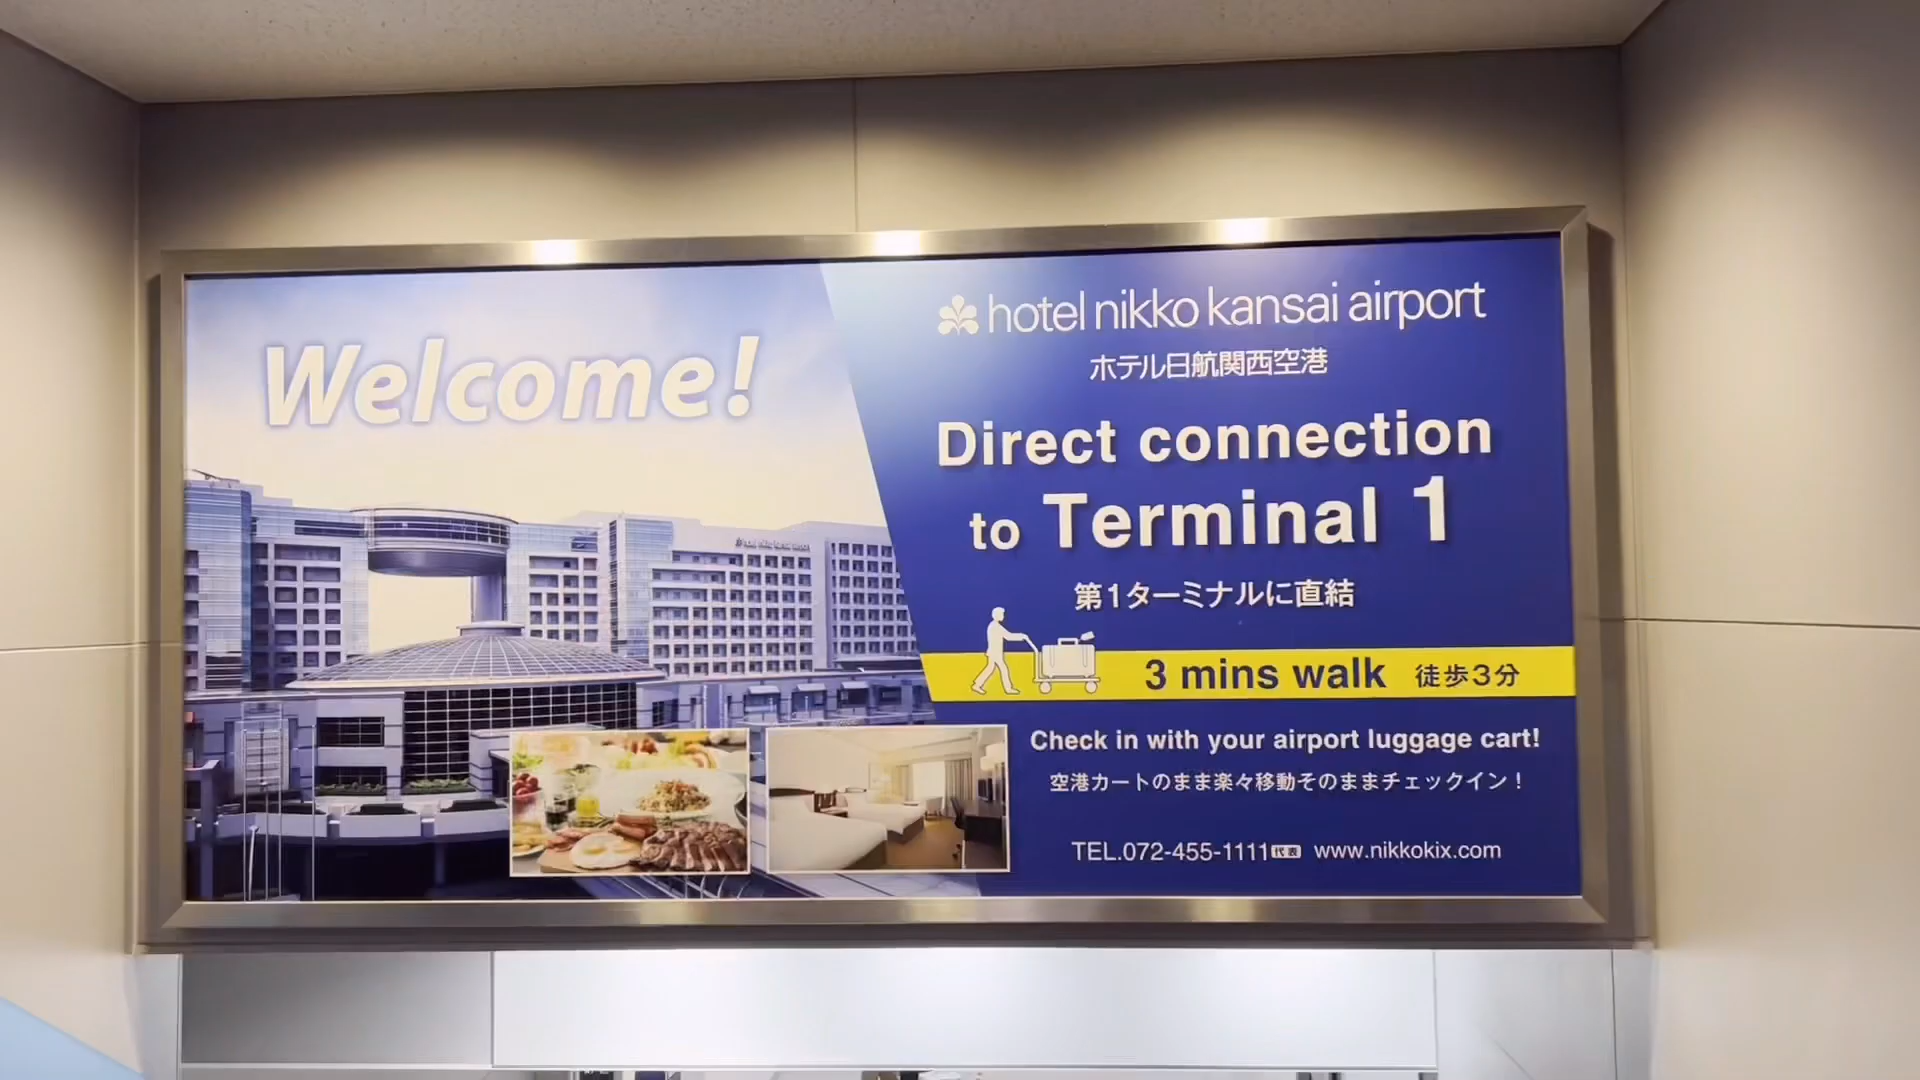 Welcome!
hotel nikko kansai airport
ホテル日航関西空港
Direct connection
to Terminal 1
第1ターミナルに直結
3 mins walk 徒歩3分
Check in with your airport luggage cart!
空港カートのまま楽々移動そのままチェックイン！
TEL.072-455-1111代表 www.nikkokix.com